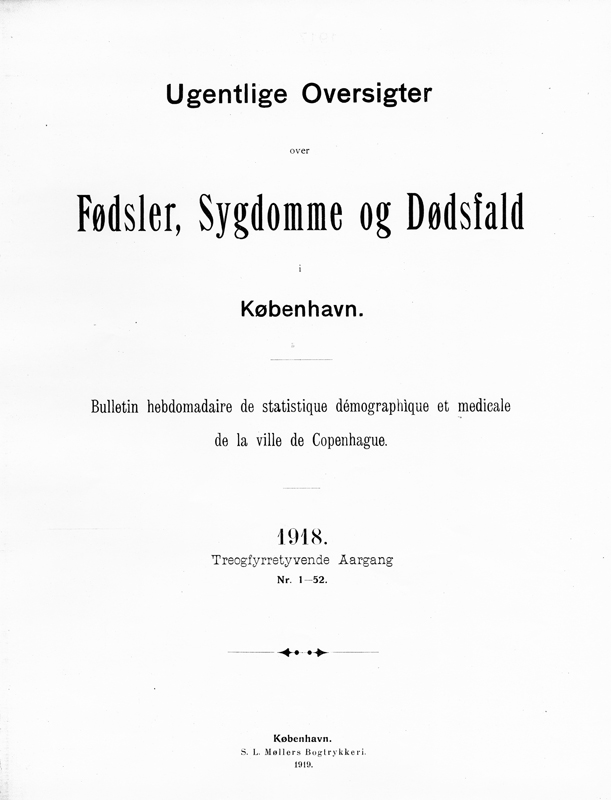 Ugentlige Oversigter
over
Fødsler, Sygdomme og Dødsfald
i
København.
Bulletin hebdomadaire de statistique démographique et medicale
de la ville de Copenhague.
1918.
Treogfyrretyvende Aargang
Nr. 1—52.
København.
S. L. Møllers Bogtrykkeri.
1919.